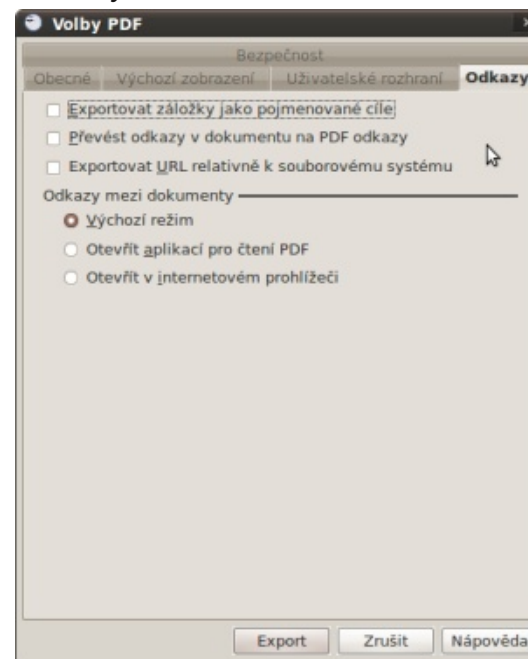 Volby PDF
Bezpečnost
Obecné Výchozí zobrazení Uživatelské rozhraní Odkazy
Exportovat záložky jako pojmenované cíle
Převést odkazy v dokumentu na PDF odkazy
Exportovat URL relativně k souborovému systému
Odkazy mezi dokumenty
Výchozí režim
Otevřít aplikací pro čtení PDF
Otevřít v internetovém prohlížeči
Export Zrušit Nápověda